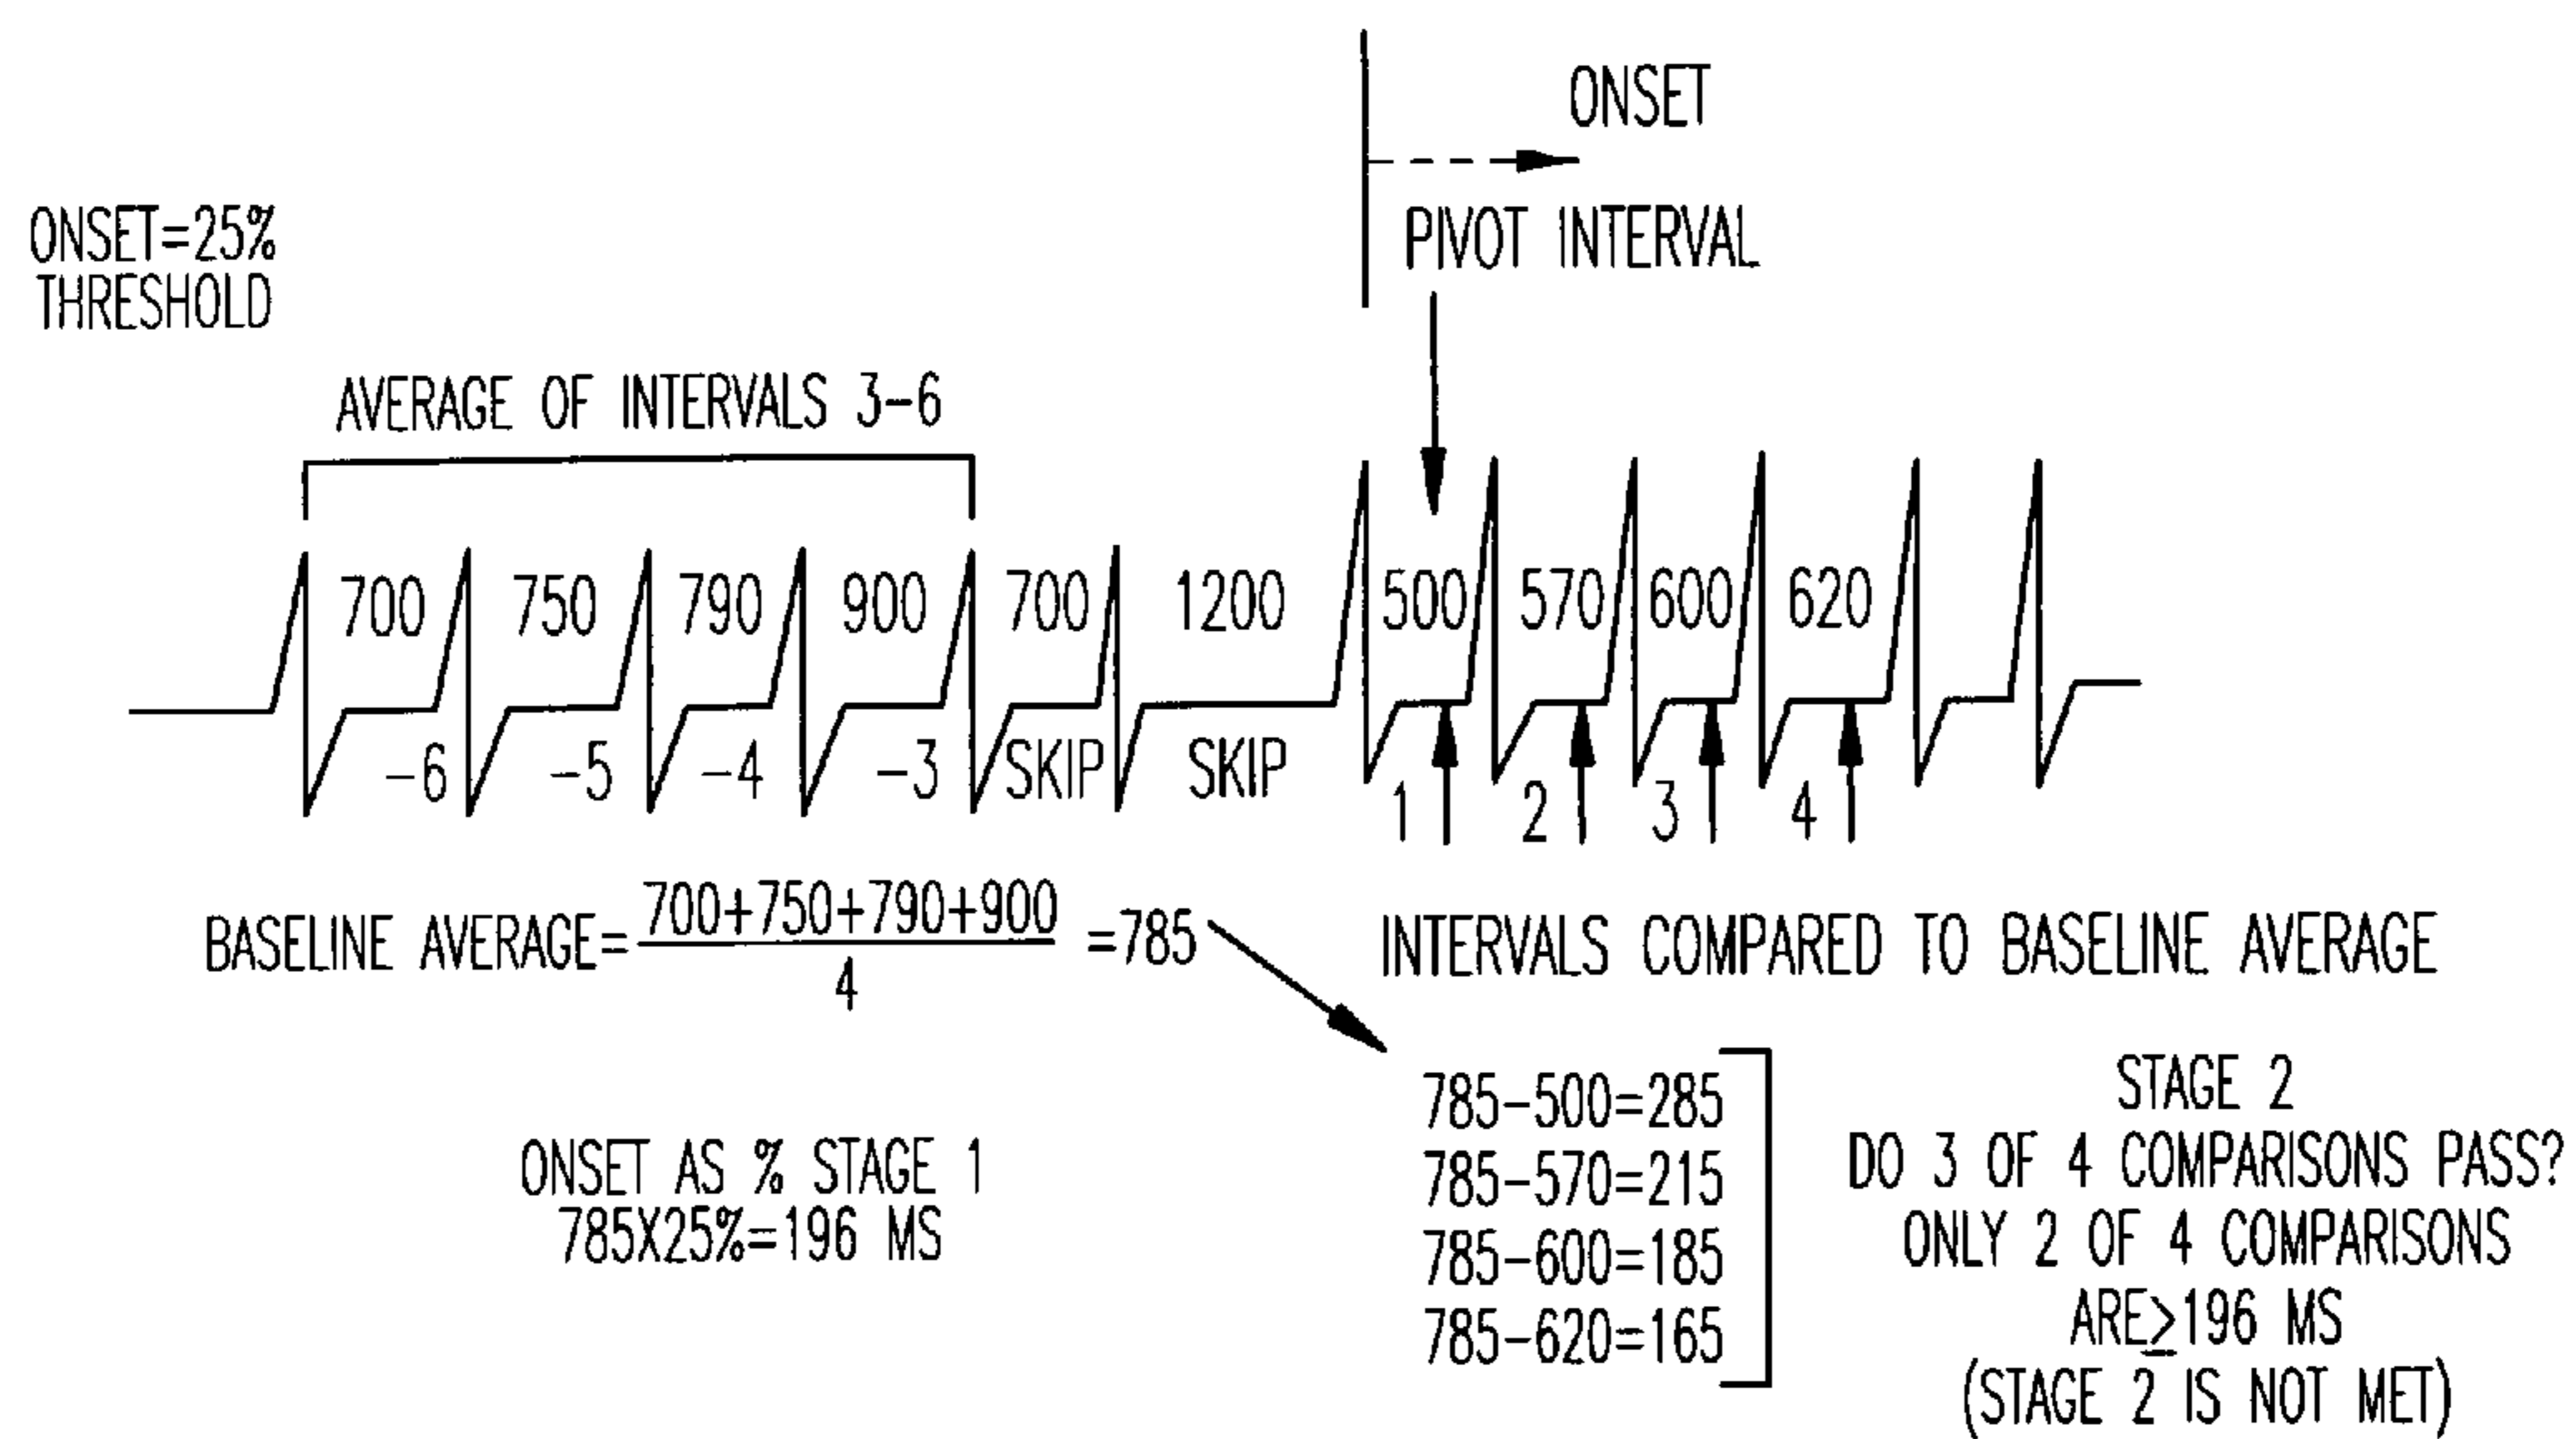 ONSET
PIVOT INTERVAL
ONSET=25%
THRESHOLD
AVERAGE OF INTERVALS 3-6
700 750 790 900 700 1200 500 570 600 620
-6 -5 -4 -3 SKIP SKIP 1 2 3 4
BASELINE AVERAGE= 700+750+790+900 =785
4
INTERVALS COMPARED TO BASELINE AVERAGE
ONSET AS % STAGE 1
785X25%=196 MS
785-500=285
785-570=215
785-600=185
785-620=165
STAGE 2
DO 3 OF 4 COMPARISONS PASS?
ONLY 2 OF 4 COMPARISONS
ARE≥196 MS
(STAGE 2 IS NOT MET)